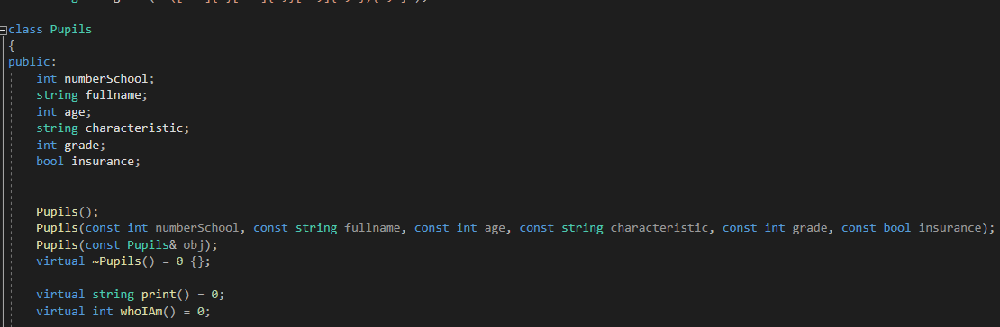 class Pupils
{
public:
int numberSchool;
string fullname;
int age;
string characteristic;
int grade;
bool insurance;
Pupils();
Pupils(const int numberSchool, const string fullname, const int age, const string characteristic, const int grade, const bool insurance);
Pupils(const Pupils& obj);
virtual ~Pupils() = 0 {};
virtual string print() = 0;
virtual int whoIAm() = 0;